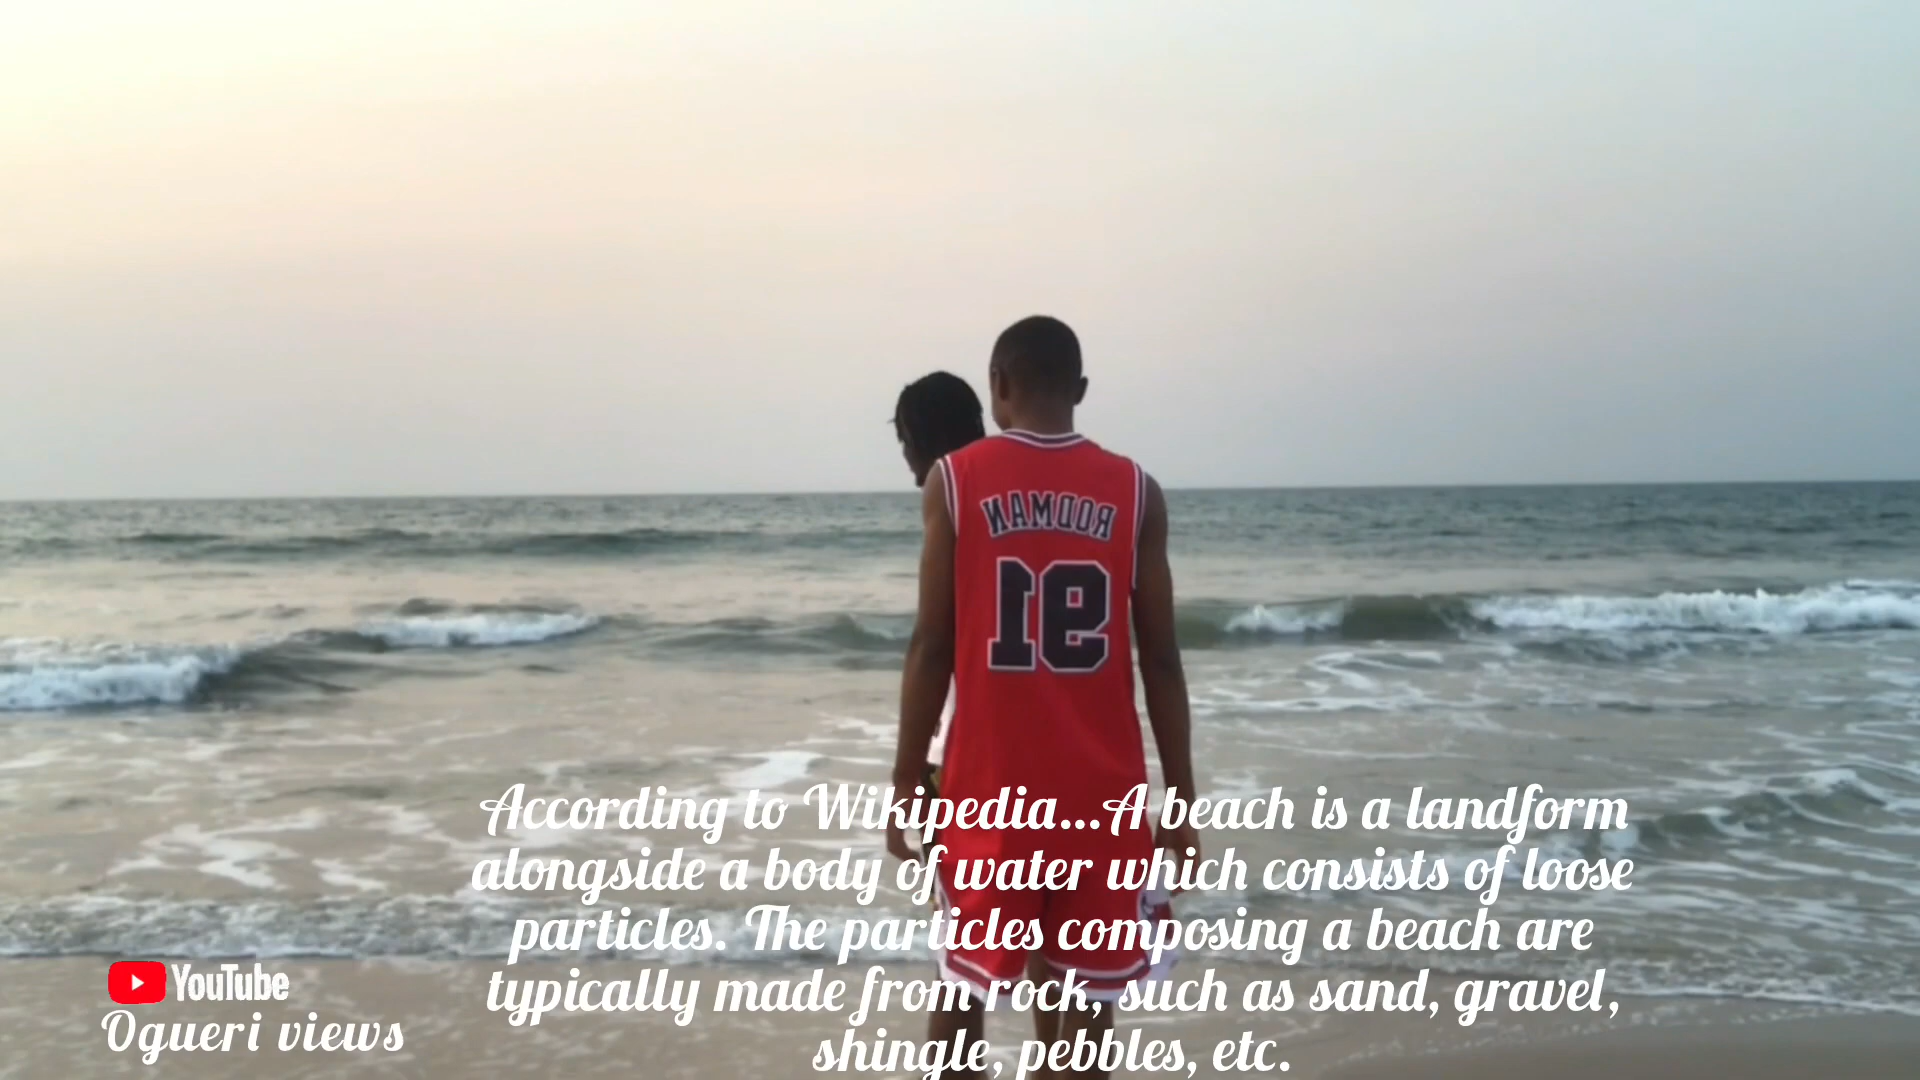 RODMAN
91
According to Wikipedia...A beach is a landform
alongside a body of water which consists of loose
particles. The particles composing a beach are
typically made from rock, such as sand, gravel,
shingle, pebbles, etc.
YouTube
Ogueri views